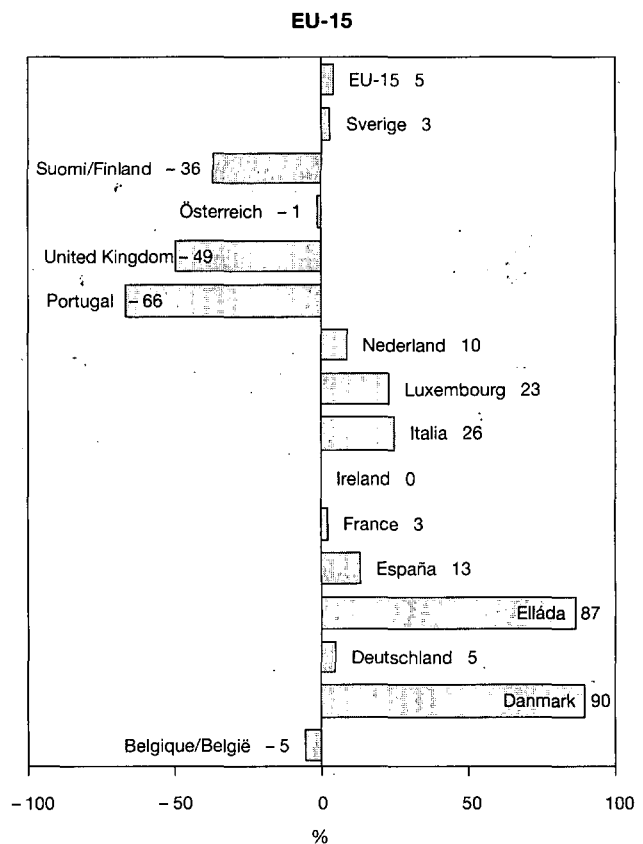 EU-15
EU-15 5
Sverige 3
Suomi/Finland – 36
Österreich – 1
United Kingdom – 49
Portugal – 66
Nederland 10
Luxembourg 23
Italia 26
Ireland 0
France 3
España 13
Elláda 87
Deutschland 5
Danmark 90
Belgique/België – 5
– 100 – 50 0 50 100
%